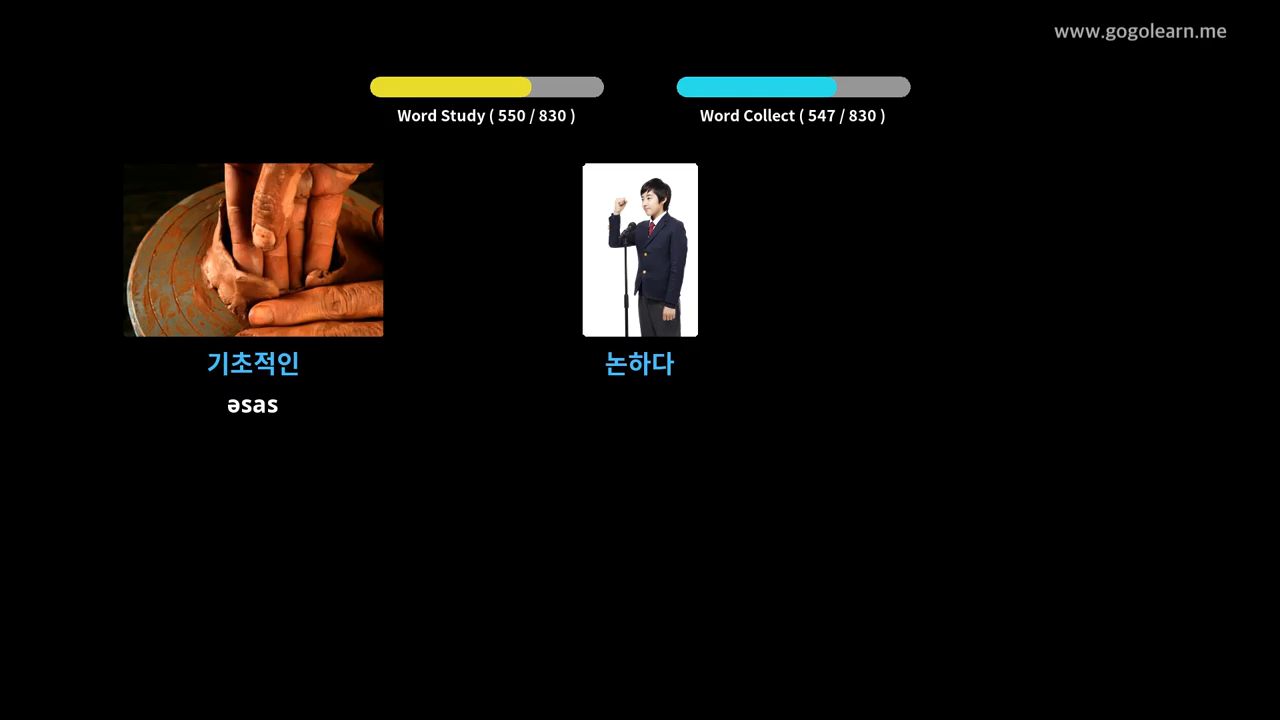 www.gogolearn.me
Word Study ( 550 / 830 )
Word Collect ( 547 / 830 )
기초적인
논하다
əsas